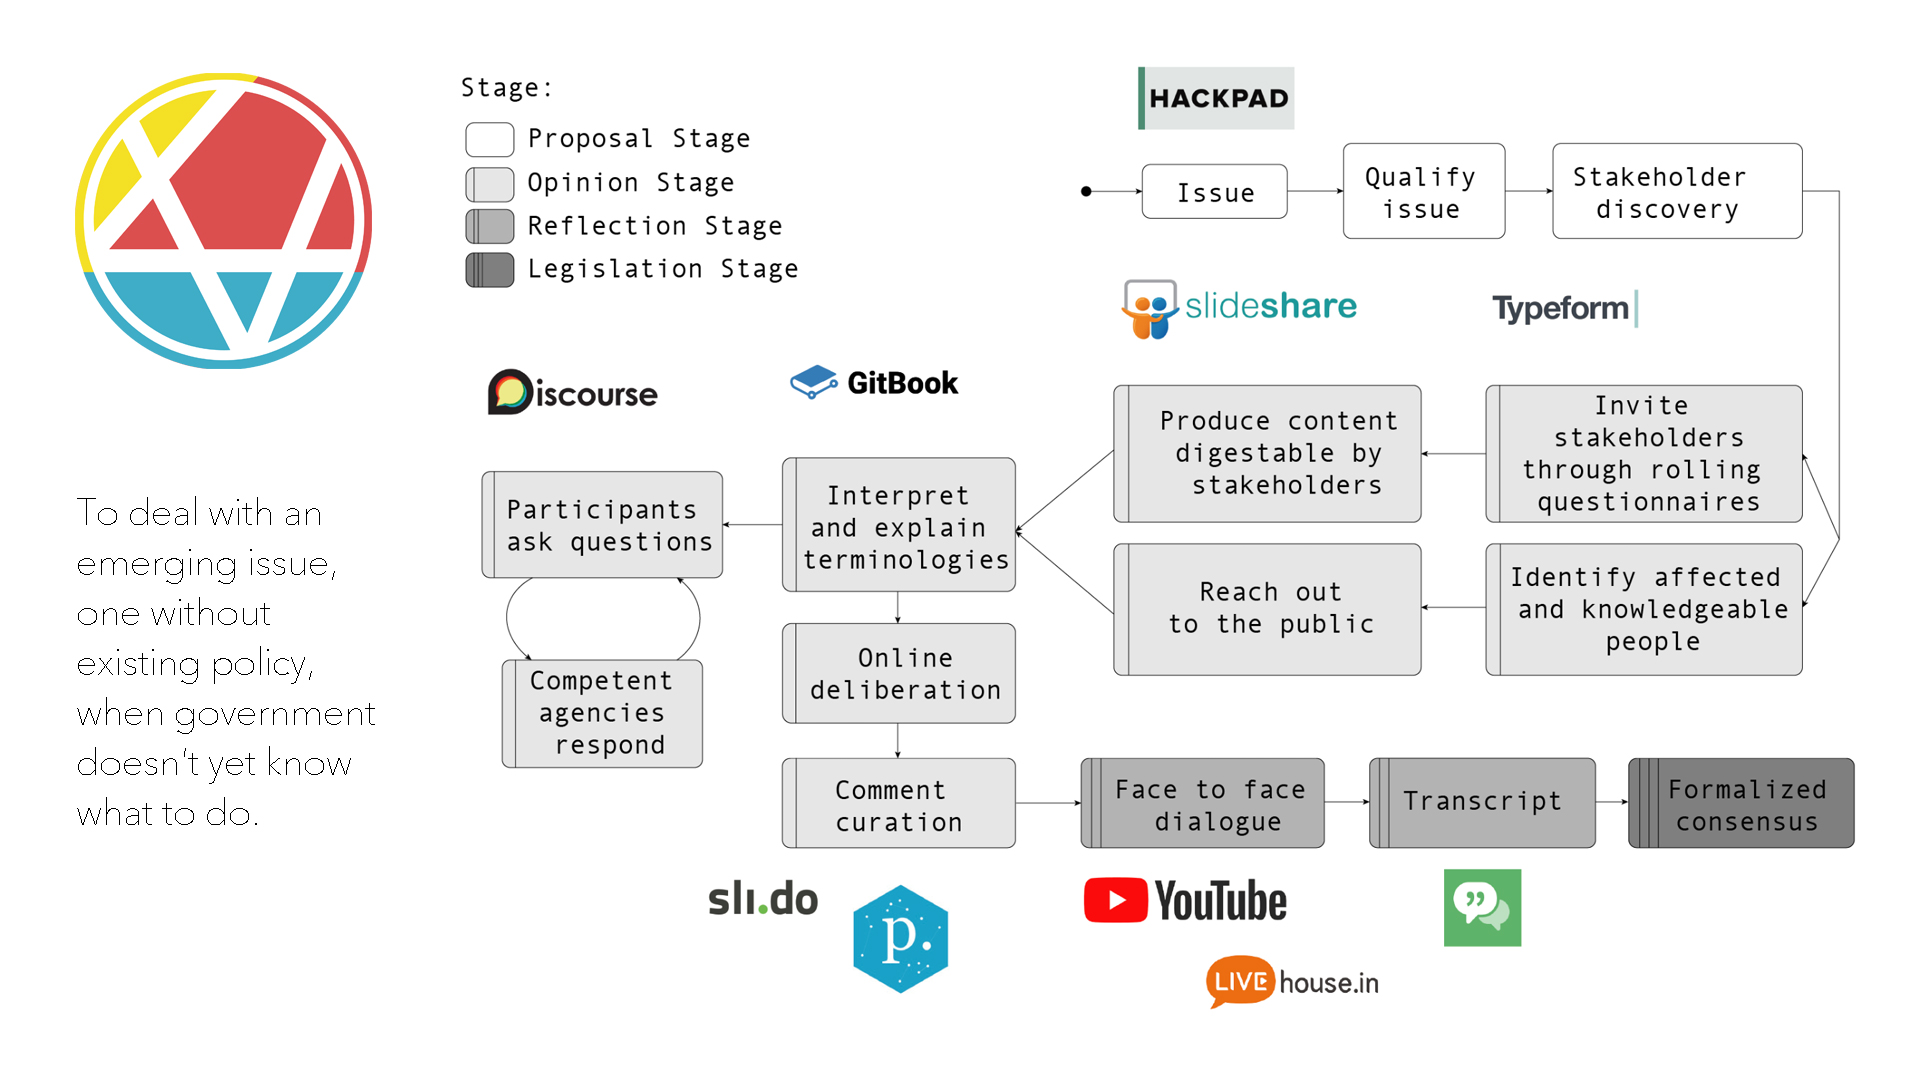 Stage:
Proposal Stage
Opinion Stage
Reflection Stage
Legislation Stage
HACKPAD
Issue
Qualify
issue
Stakeholder
discovery
slideshare
Typeform
Discourse
GitBook
Invite
stakeholders
through rolling
questionnaires
Produce content
digestable by
stakeholders
Identify affected
and knowledgeable
people
Reach out
to the public
Interpret
and explain
terminologies
Participants
ask questions
Competent
agencies
respond
Online
deliberation
Comment
curation
Face to face
dialogue
Transcript
Formalized
consensus
sli.do
p.
YouTube
LIVE house.in
To deal with an
emerging issue,
one without
existing policy,
when government
doesn't yet know
what to do.